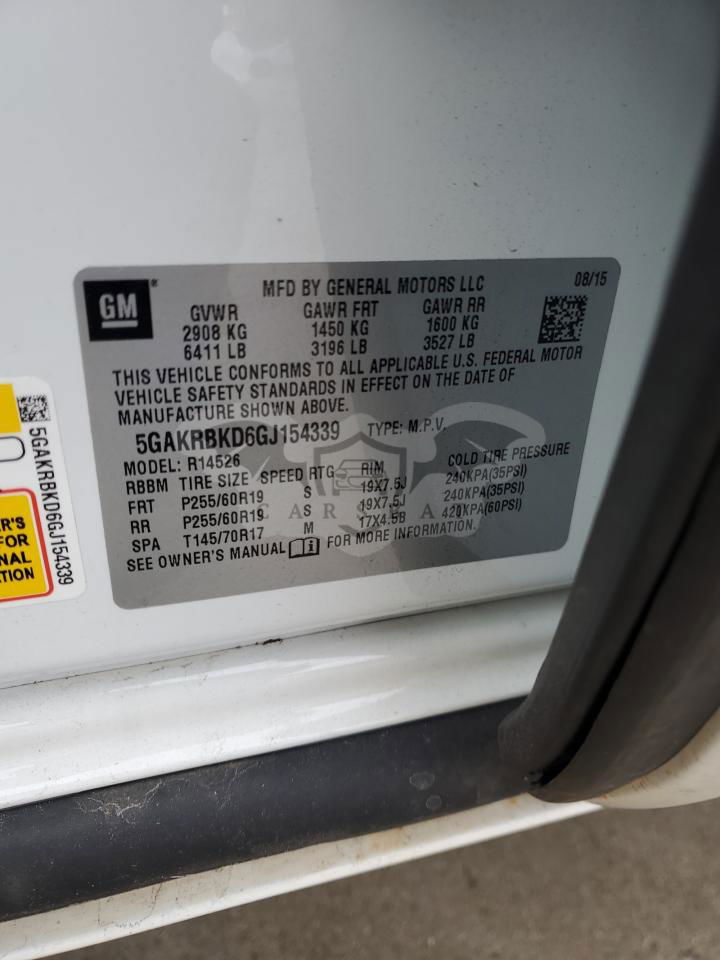 GM
MFD BY GENERAL MOTORS LLC 08/15
GVWR GAWR FRT GAWR RR
2908 KG 1450 KG 1600 KG
6411 LB 3196 LB 3527 LB
THIS VEHICLE CONFORMS TO ALL APPLICABLE U.S. FEDERAL MOTOR
VEHICLE SAFETY STANDARDS IN EFFECT ON THE DATE OF
MANUFACTURE SHOWN ABOVE.
5GAKRBKD6GJ154339 TYPE: M.P.V.
MODEL: R14526
RBBM TIRE SIZE SPEED RTG RIM COLD TIRE PRESSURE
FRT P255/60R19 S 19X7.5J 240KPA(35PSI)
RR P255/60R19 S 19X7.5J 240KPA(35PSI)
SPA T145/70R17 M 17X4.5B 420KPA(60PSI)
SEE OWNER'S MANUAL FOR MORE INFORMATION.
5GAKRBKD6GJ154339
R'S
FOR
NAL
TION